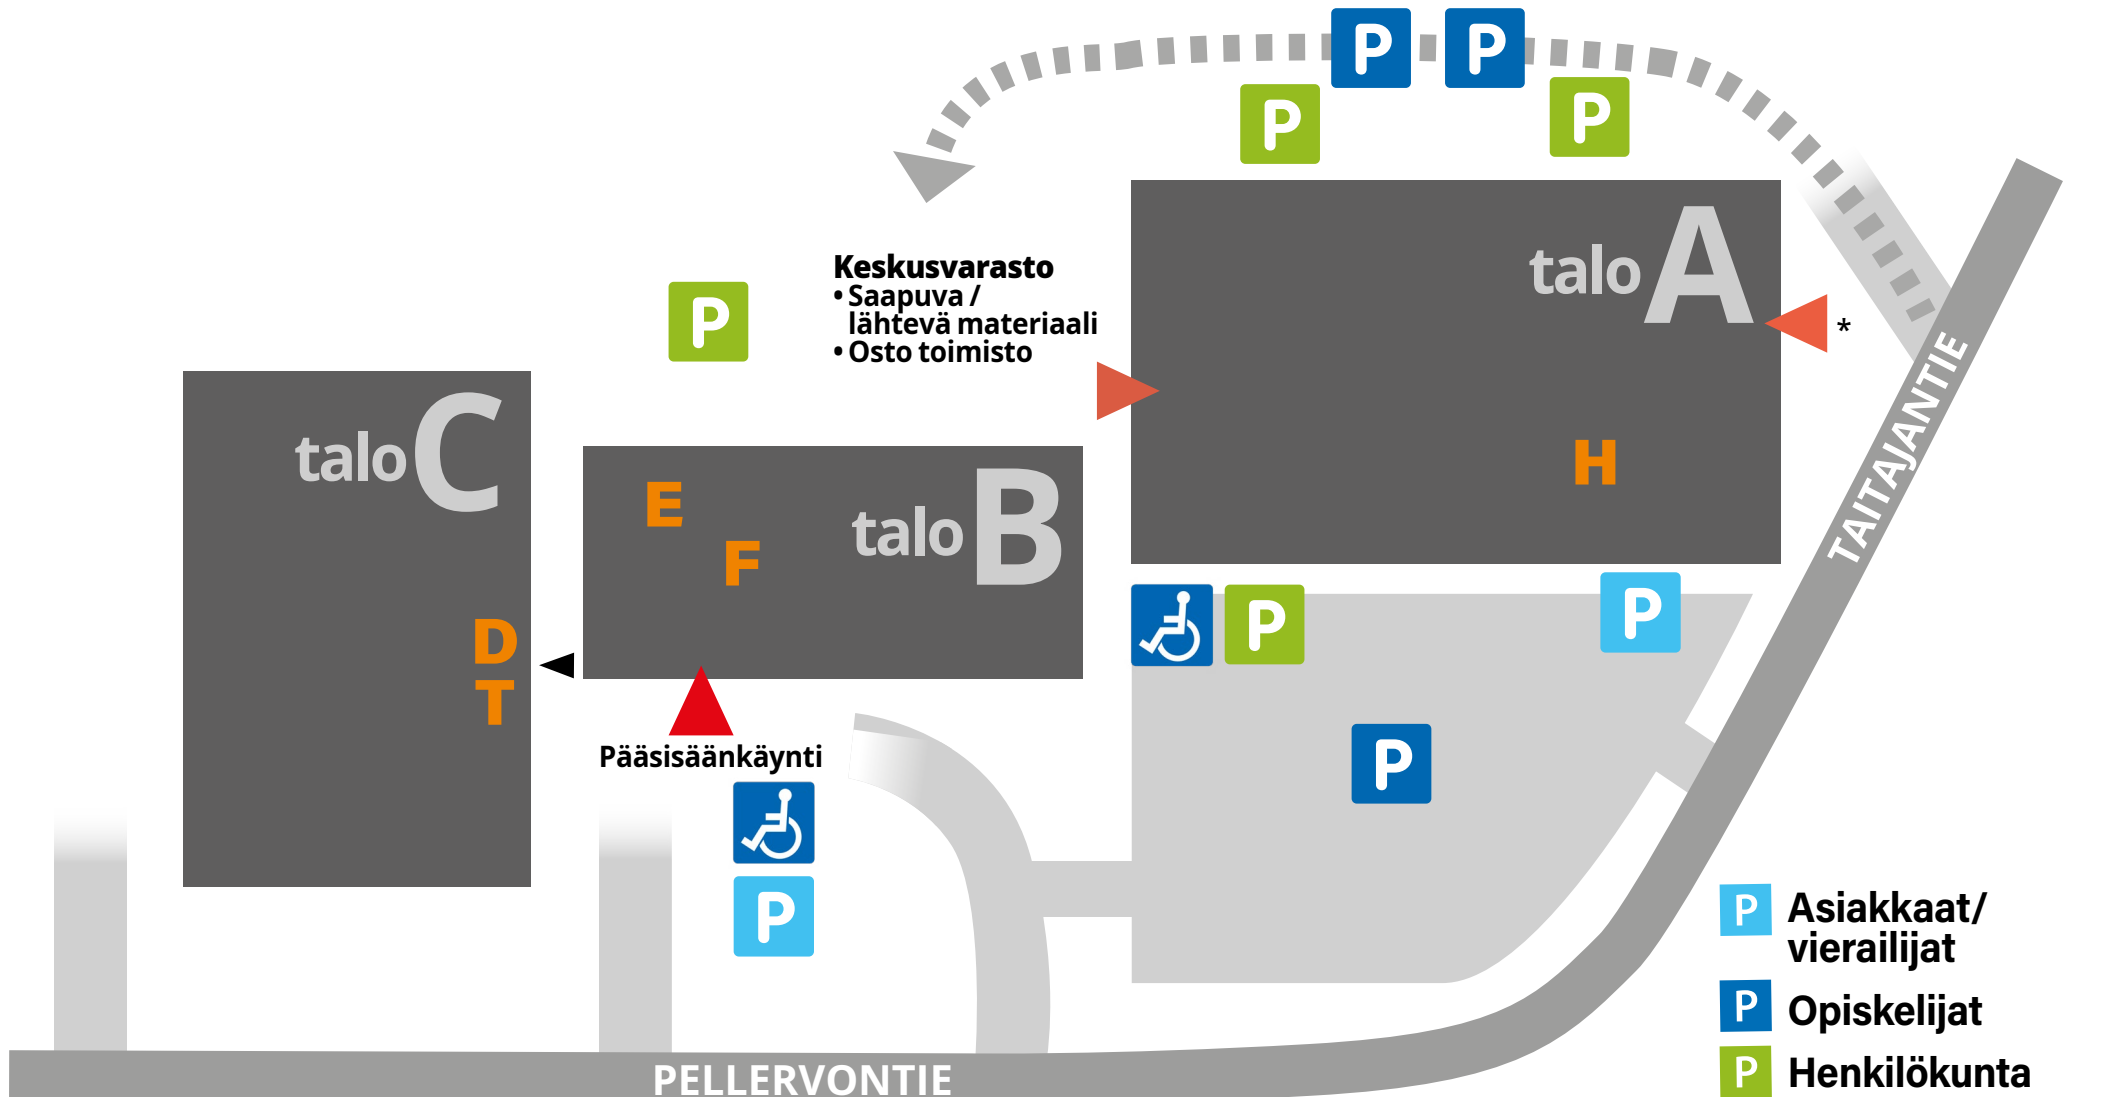 P P
P P
talo A
Keskusvarasto
• Saapuva /
lähtevä materiaali
• Osto toimisto
P
*
TAITAJANTIE
talo C
H
E
talo B
F
D
T
P
P
Pääsisäänkäynti
P
P
P Asiakkaat/
vierailijat
P Opiskelijat
P Henkilökunta
PELLERVONTIE